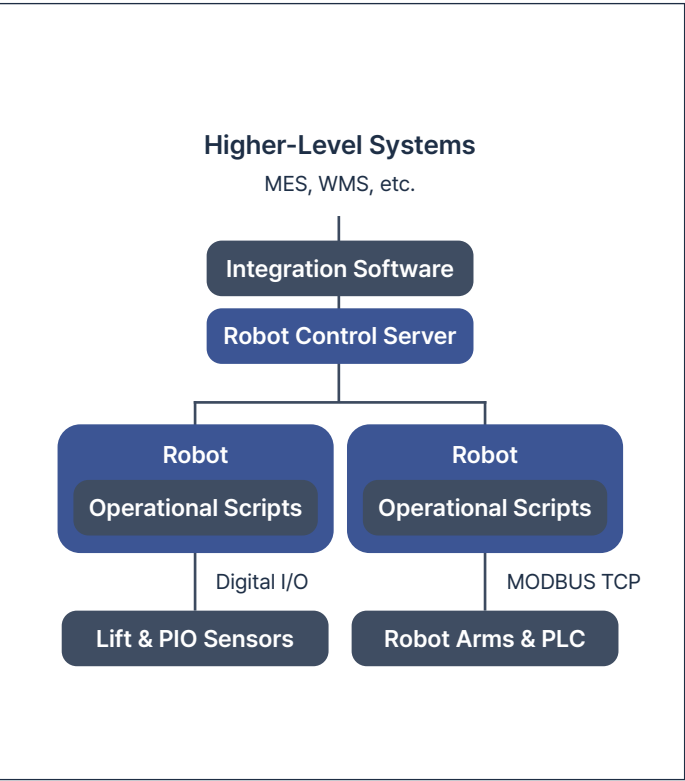 Higher-Level Systems
MES, WMS, etc.
Integration Software
Robot Control Server
Robot
Operational Scripts
Robot
Operational Scripts
Digital I/O
MODBUS TCP
Lift & PIO Sensors
Robot Arms & PLC